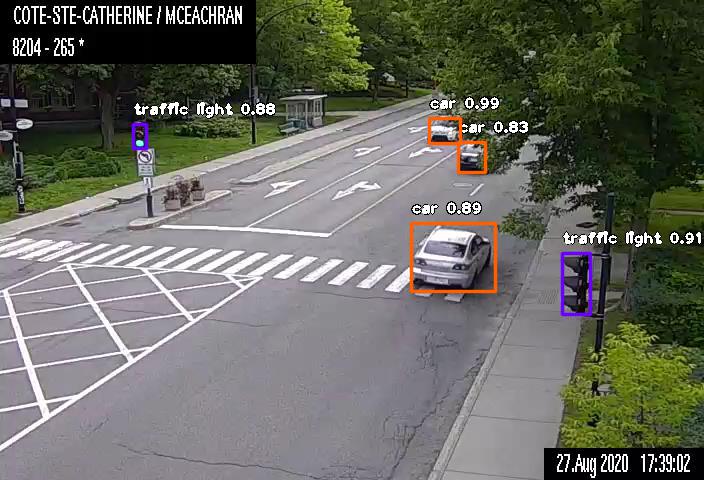 COTE-STE-CATHERINE / MCEACHRAN
8204 - 265 *
car 0.99
traffic light 0.88
car 0.83
car 0.89
traffic light 0.91
27.Aug 2020 17:39:02